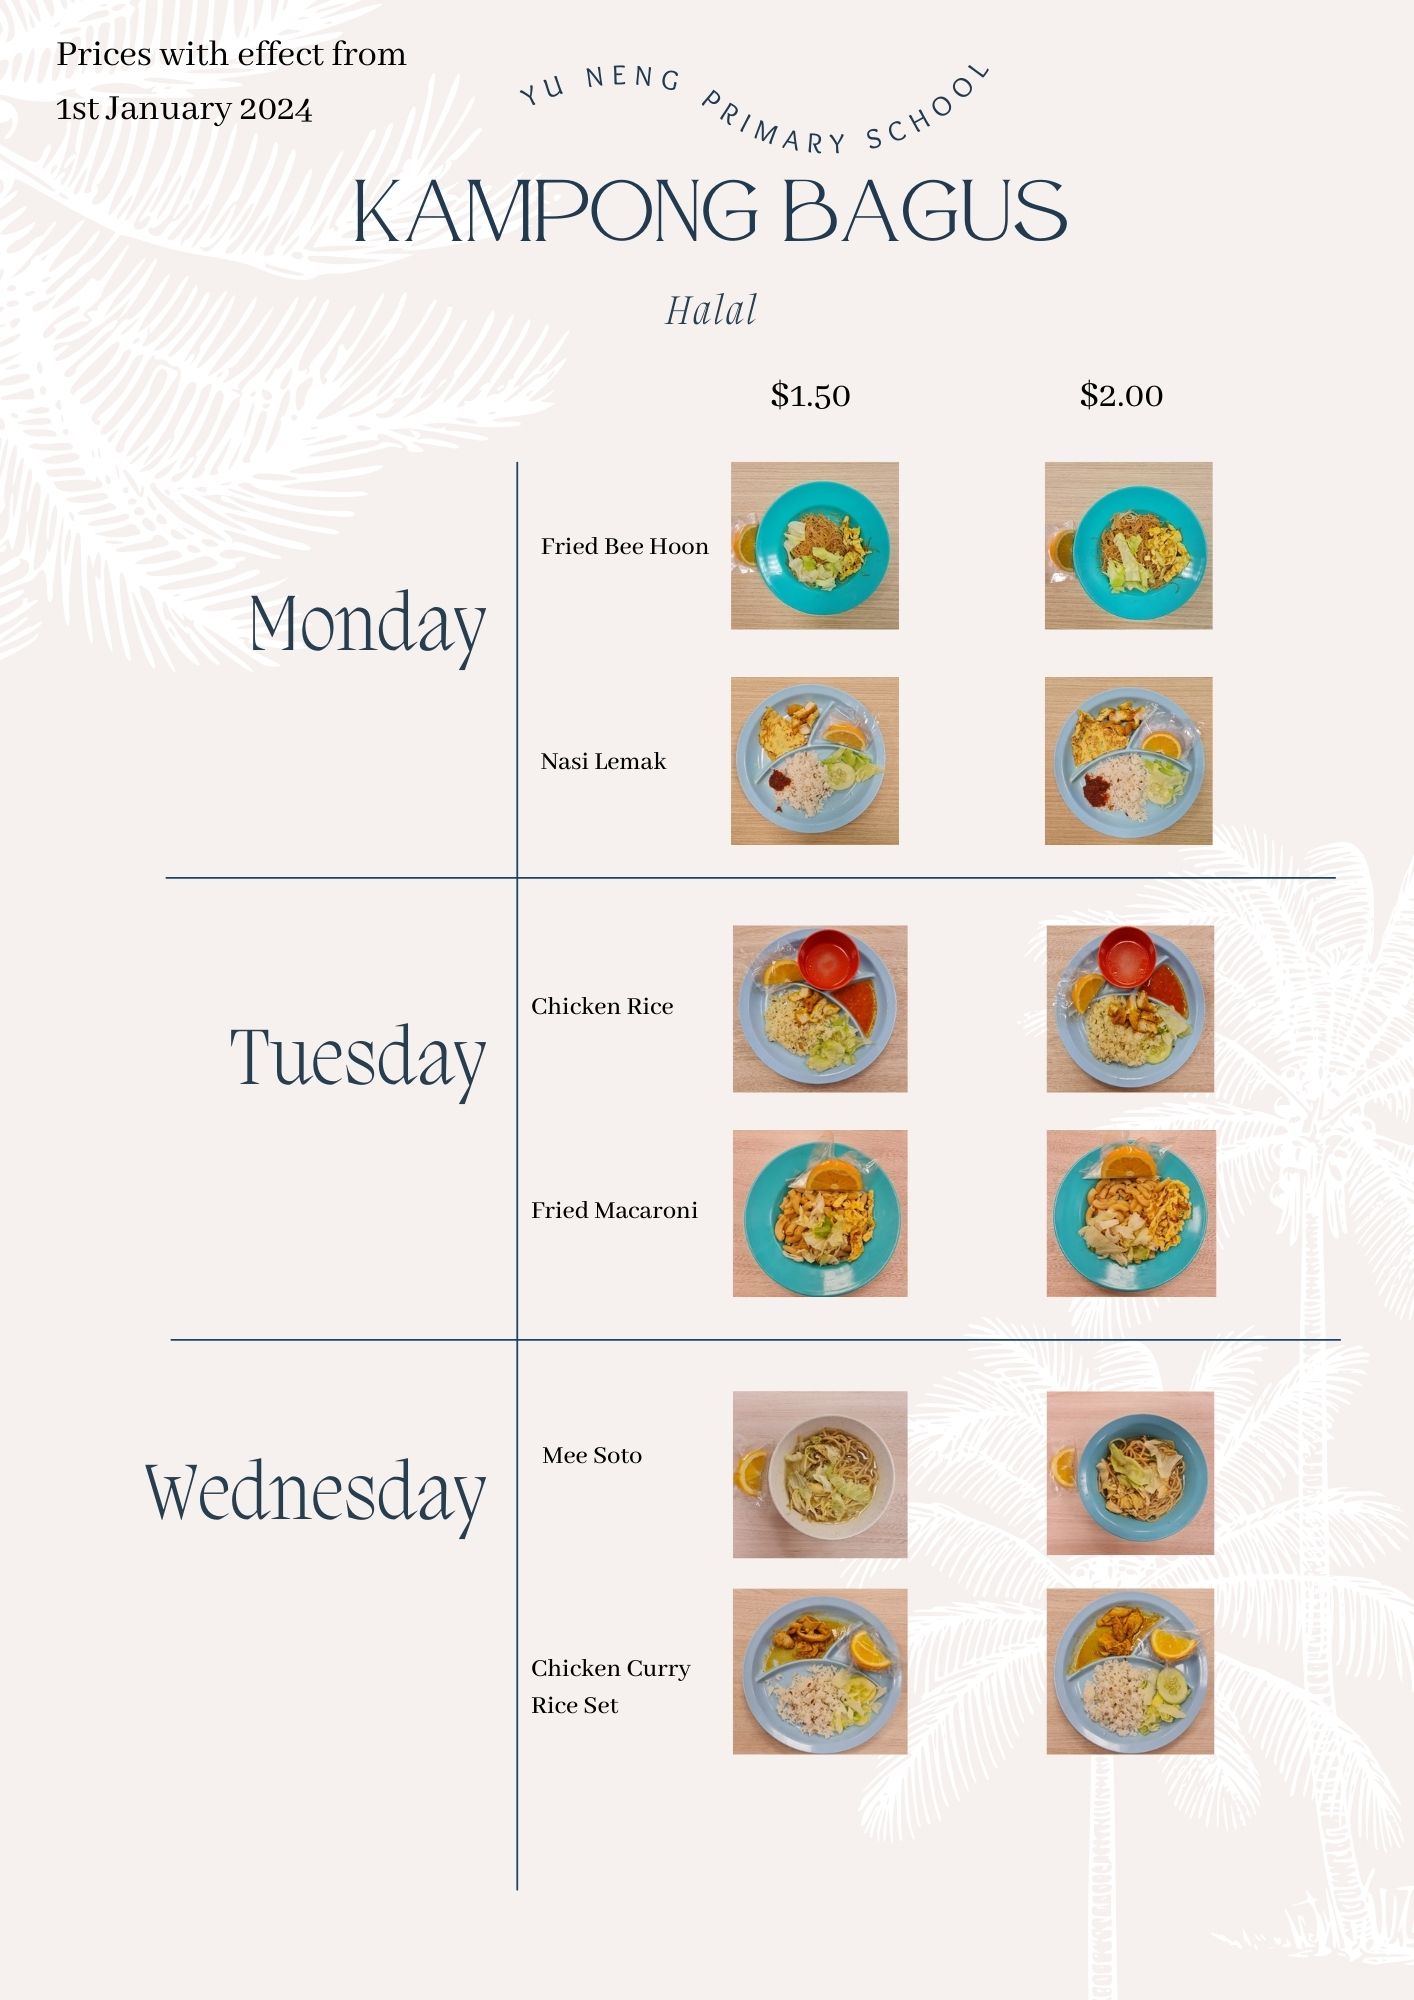 Prices with effect from
1st January 2024
YU NENG PRIMARY SCHOOL
KAMPONG BAGUS
Halal
$1.50
$2.00
Monday
Fried Bee Hoon
Nasi Lemak
Tuesday
Chicken Rice
Fried Macaroni
Wednesday
Mee Soto
Chicken Curry
Rice Set